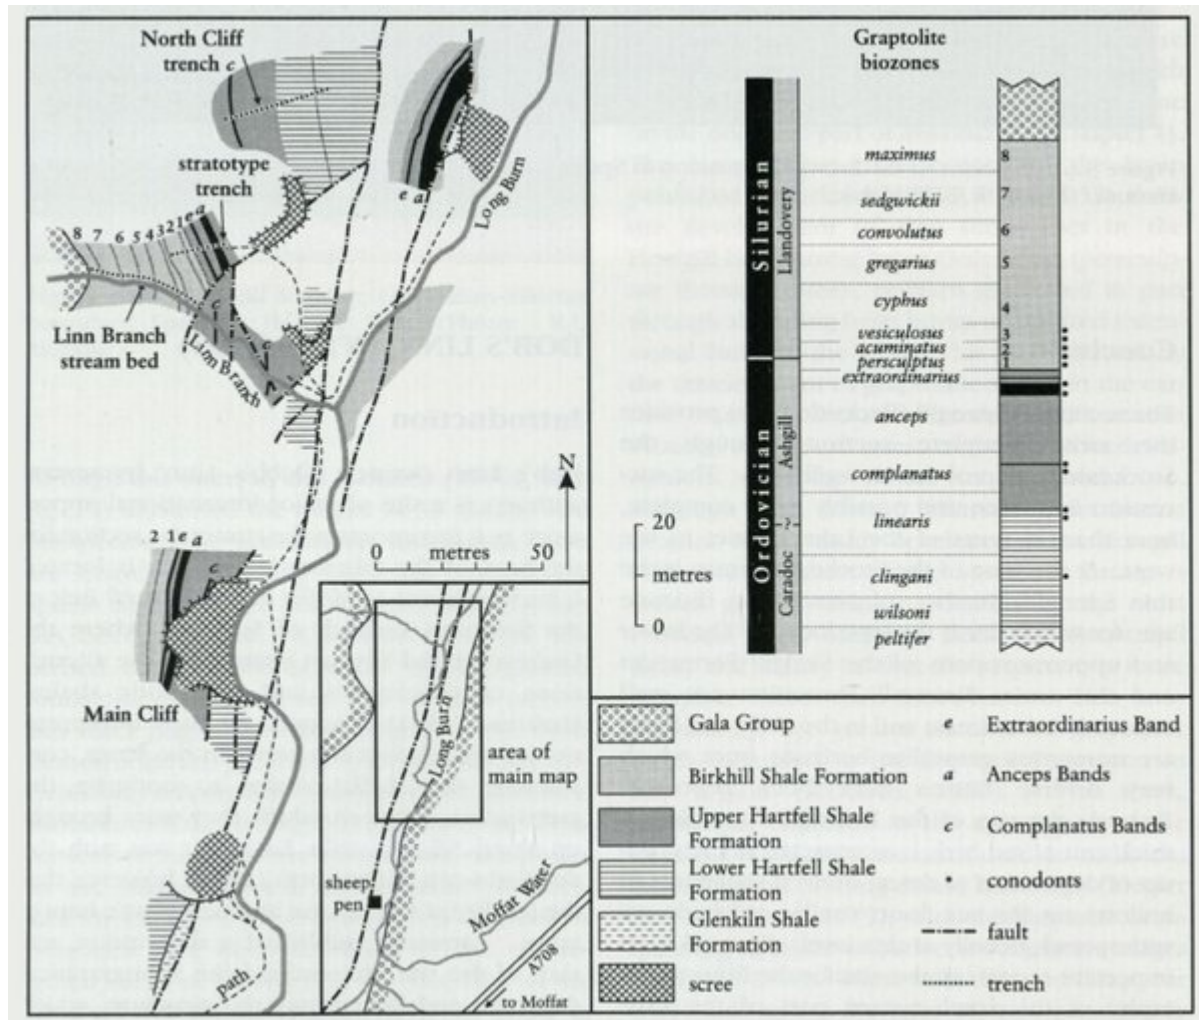 North Cliff
trench c
stratotype
trench
e a
Long Burn
8 7 6 5 4 3 2 1 e a
Linn Branch
stream bed
Linn Branch
c
N
0 metres 50
2 1 e a
c
Main Cliff
path
Long Burn
area of
main map
sheep
pen
Moffat Water
A708
to Moffat
Graptolite
biozones
Silurian
Ordovician
Llandovery
Ashgill
?
Caradoc
maximus
sedgwickii
convolutus
gregarius
cyphus
vesiculosus
acuminatus
persculptus
extraordinarius
anceps
complanatus
linearis
clingani
wilsoni
peltifer
8
7
6
5
4
3
2
1
20
metres
0
Gala Group
Birkhill Shale Formation
Upper Hartfell Shale
Formation
Lower Hartfell Shale
Formation
Glenkiln Shale
Formation
scree
e Extraordinarius Band
a Anceps Bands
c Complanatus Bands
conodonts
fault
trench